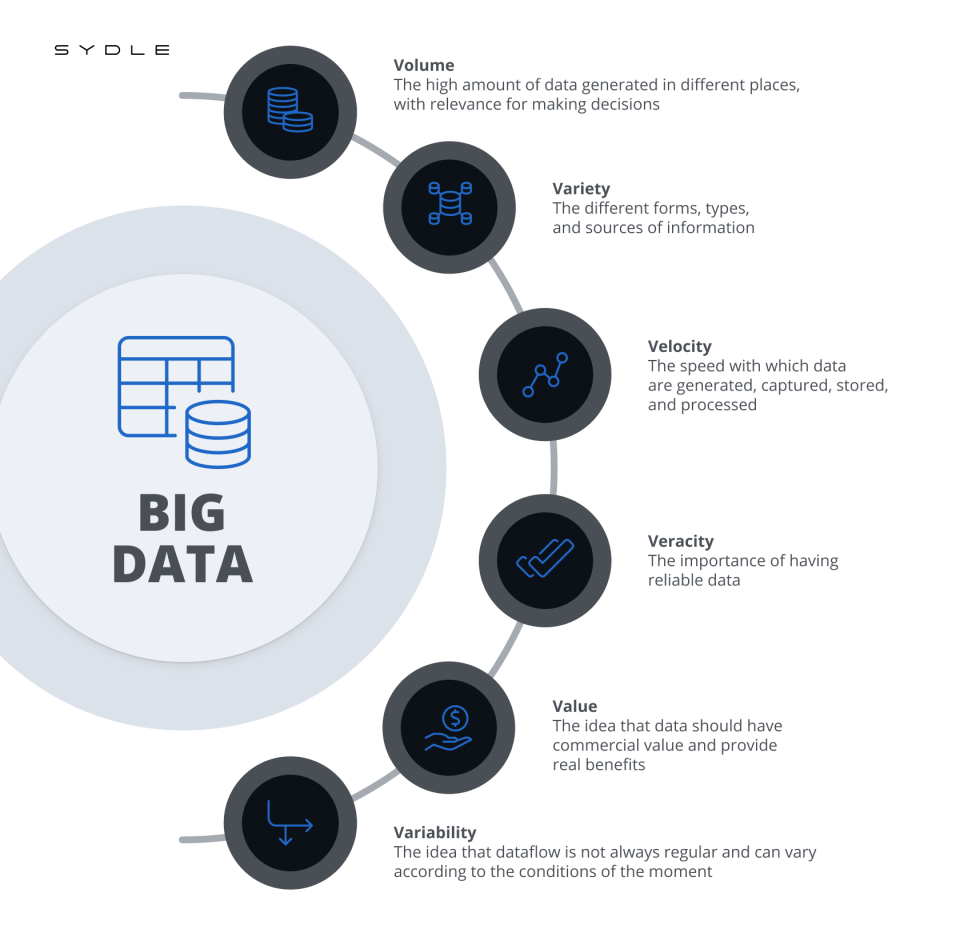 SYDLE
Volume
The high amount of data generated in different places,
with relevance for making decisions
Variety
The different forms, types,
and sources of information
Velocity
The speed with which data
are generated, captured, stored,
and processed
BIG
DATA
Veracity
The importance of having
reliable data
Value
The idea that data should have
commercial value and provide
real benefits
Variability
The idea that dataflow is not always regular and can vary
according to the conditions of the moment